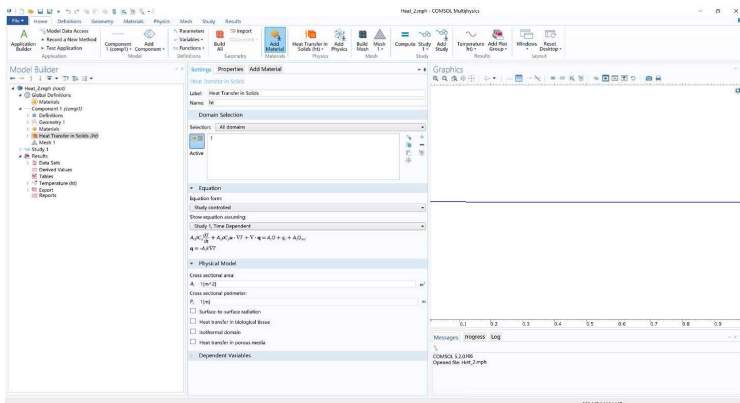 Heat_2.mph - COMSOL Multiphysics
File Home Definitions Geometry Materials Physics Mesh Study Results
Application Builder
Model Data Access
Record a New Method
Test Application
Application
Component 1 (comp1)
Add Component
Model
Parameters
Variables
Functions
Definitions
Build All
Import
Geometry
Add Material
Materials
Heat Transfer in Solids (ht)
Add Physics
Physics
Build Mesh
Mesh 1
Mesh
Compute
Study 1
Add Study
Study
Temperature (ht)
Add Plot Group
Results
Windows
Reset Desktop
Layout
Model Builder
Heat_2.mph (root)
Global Definitions
Materials
Component 1 (comp1)
Definitions
Geometry 1
Materials
Heat Transfer in Solids (ht)
Mesh 1
Study 1
Results
Data Sets
Derived Values
Tables
Temperature (ht)
Export
Reports
Settings Properties Add Material
Heat Transfer in Solids
Label: Heat Transfer in Solids
Name: ht
Domain Selection
Selection: All domains
1
Active
Equation
Equation form:
Study controlled
Show equation assuming:
Study 1, Time Dependent
Physical Model
Cross sectional area:
1[m^2]
m²
Cross sectional perimeter:
1[m]
m
Surface-to-surface radiation
Heat transfer in biological tissue
Isothermal domain
Heat transfer in porous media
Dependent Variables
Graphics
0.1 0.2 0.3 0.4 0.5 0.6 0.7 0.8 0.9
Messages Progress Log
Opened file: Heat_2.mph